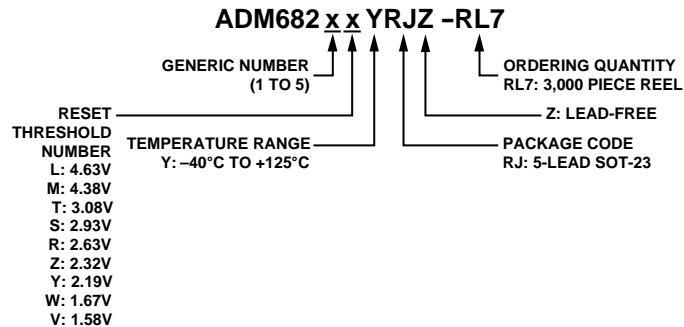 ADM682 x x YRJZ –RL7
GENERIC NUMBER
(1 TO 5)
ORDERING QUANTITY
RL7: 3,000 PIECE REEL
RESET
THRESHOLD
NUMBER
L: 4.63V
M: 4.38V
T: 3.08V
S: 2.93V
R: 2.63V
Z: 2.32V
Y: 2.19V
W: 1.67V
V: 1.58V
Z: LEAD-FREE
TEMPERATURE RANGE
Y: –40°C TO +125°C
PACKAGE CODE
RJ: 5-LEAD SOT-23